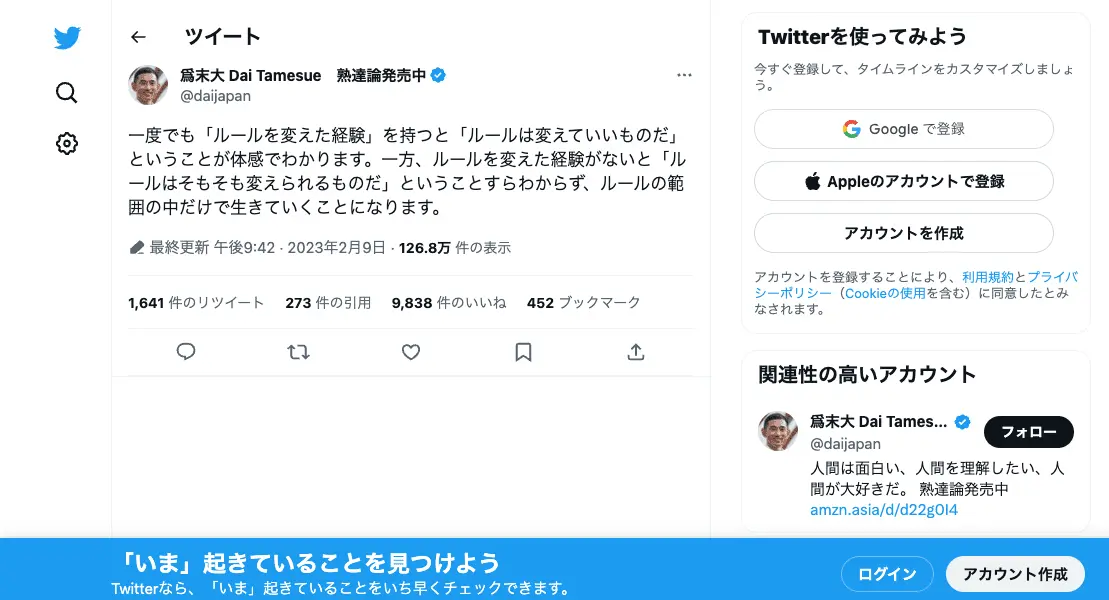 ツイート
爲末大 Dai Tamesue 熟達論発売中
@daijapan
一度でも「ルールを変えた経験」を持つと「ルールは変えていいものだ」
ということが体感でわかります。一方、ルールを変えた経験がないと「ル
ールはそもそも変えられるものだ」ということすらわからず、ルールの範
囲の中だけで生きていくことになります。
最終更新 午後9:42 · 2023年2月9日 · 126.8万 件の表示
1,641 件のリツイート 273 件の引用 9,838 件のいいね 452 ブックマーク
Twitterを使ってみよう
今すぐ登録して、タイムラインをカスタマイズしましょ
う。
Google で登録
Appleのアカウントで登録
アカウントを作成
アカウントを登録することにより、利用規約とプライバ
シーポリシー（Cookieの使用を含む）に同意したとみ
なされます。
関連性の高いアカウント
爲末大 Dai Tames...
@daijapan
フォロー
人間は面白い、人間を理解したい、人
間が大好きだ。 熟達論発売中
amzn.asia/d/d22g0I4
「いま」起きていることを見つけよう
Twitterなら、「いま」起きていることをいち早くチェックできます。
ログイン
アカウント作成